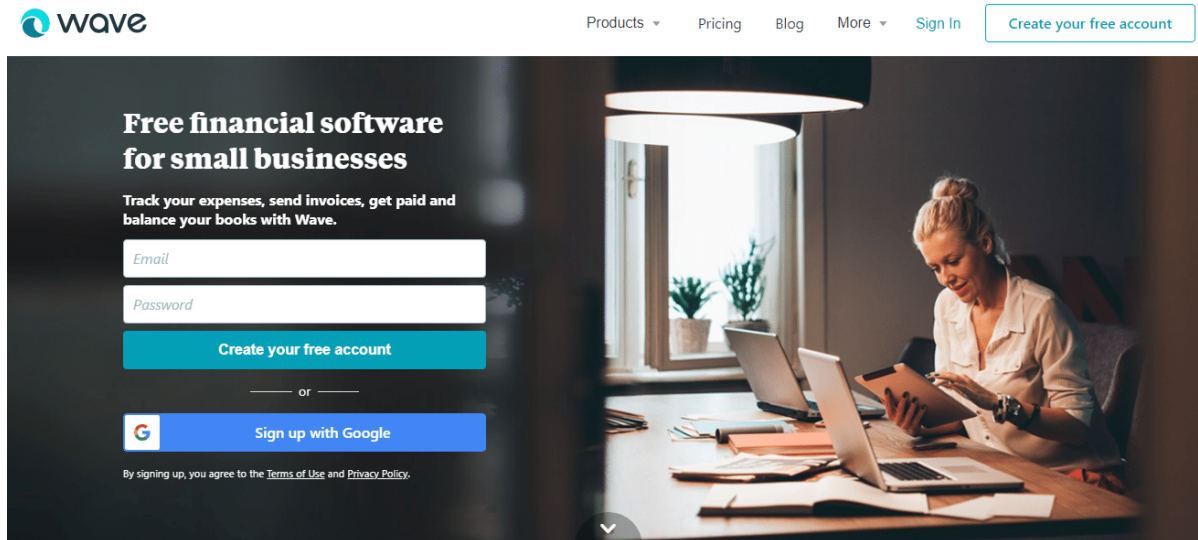 wave
Products Pricing Blog More Sign In Create your free account
Free financial software
for small businesses
Track your expenses, send invoices, get paid and
balance your books with Wave.
Email
Password
Create your free account
or
Sign up with Google
By signing up, you agree to the Terms of Use and Privacy Policy.